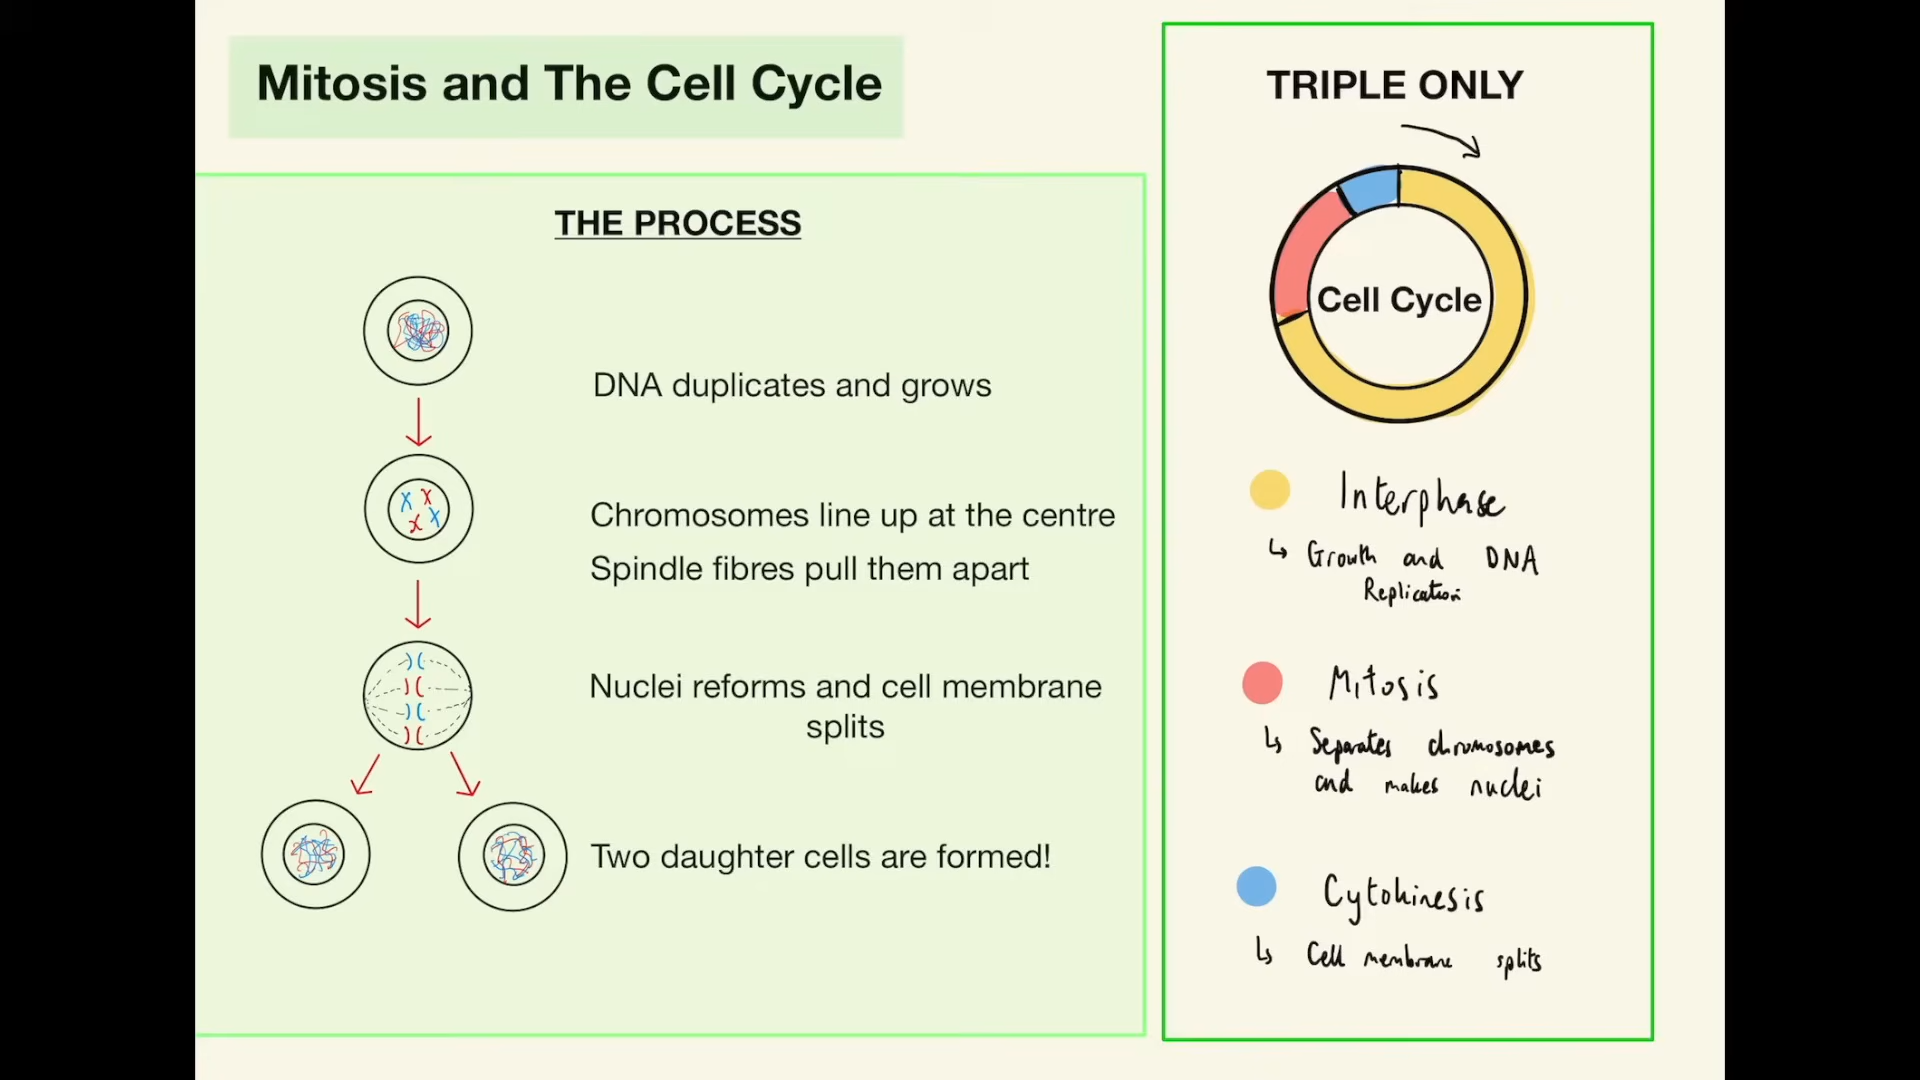 Mitosis and The Cell Cycle
THE PROCESS
DNA duplicates and grows
Chromosomes line up at the centre
Spindle fibres pull them apart
Nuclei reforms and cell membrane
splits
Two daughter cells are formed!
TRIPLE ONLY
Cell Cycle
Interphase
↳ Growth and DNA
Replication
Mitosis
↳ Separates chromosomes
and makes nuclei
Cytokinesis
↳ Cell membrane splits